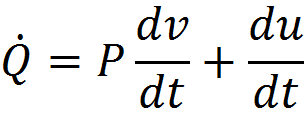 Q̇ = P dv/dt + du/dt